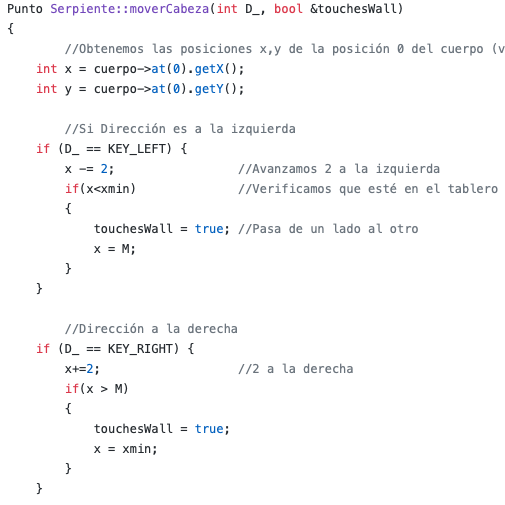 Punto Serpiente::moverCabeza(int D_, bool &touchesWall)
{
        //Obtenemos las posiciones x,y de la posición 0 del cuerpo (v
    int x = cuerpo->at(0).getX();
    int y = cuerpo->at(0).getY();

        //Si Dirección es a la izquierda
    if (D_ == KEY_LEFT) {
        x -= 2;                 //Avanzamos 2 a la izquierda
        if(x<xmin)              //Verificamos que esté en el tablero
        {
            touchesWall = true; //Pasa de un lado al otro
            x = M;
        }
    }

        //Dirección a la derecha
    if (D_ == KEY_RIGHT) {
        x+=2;                   //2 a la derecha
        if(x > M)
        {
            touchesWall = true;
            x = xmin;
        }
    }